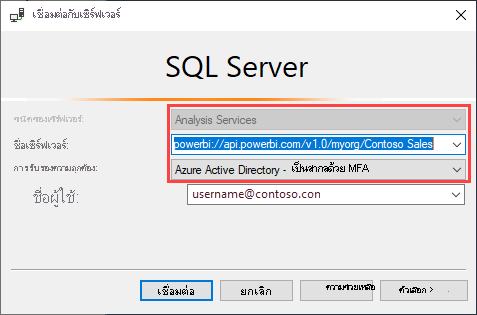 เชื่อมต่อกับเซิร์ฟเวอร์
SQL Server
ชนิดของเซิร์ฟเวอร์: Analysis Services
ชื่อเซิร์ฟเวอร์: powerbi://api.powerbi.com/v1.0/myorg/Contoso Sales
การรับรองความถูกต้อง: Azure Active Directory - เป็นสากลด้วย MFA
ชื่อผู้ใช้: username@contoso.con
เชื่อมต่อ ยกเลิก ความช่วยเหลือ ตัวเลือก >